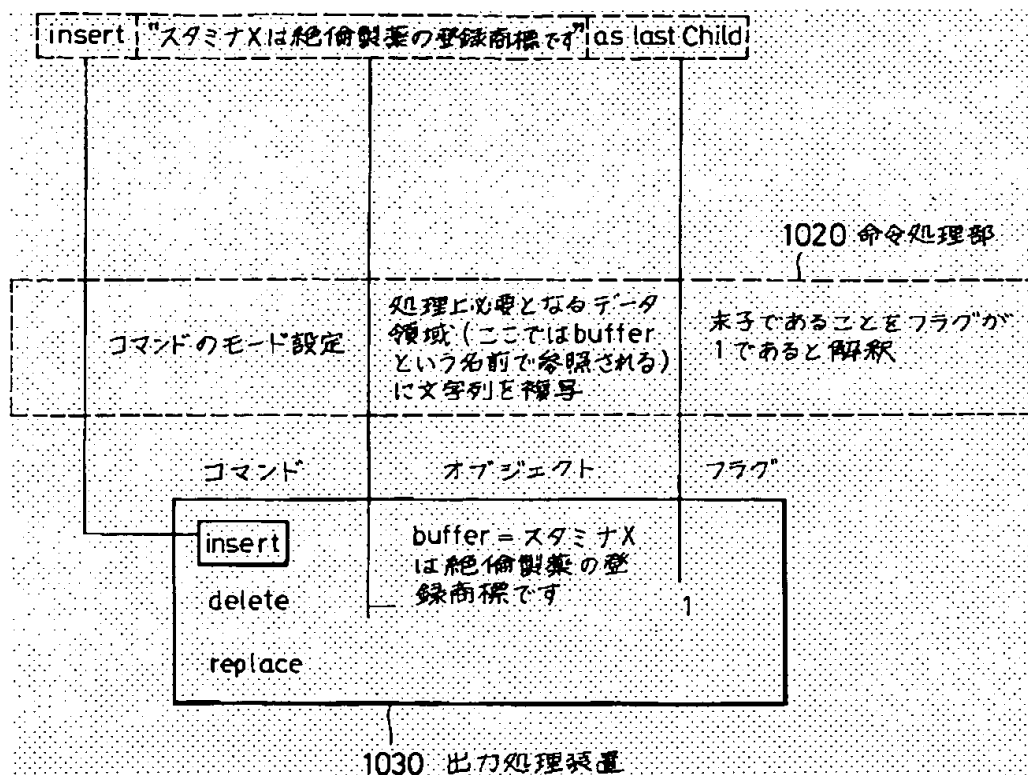 insert "スタミナXは絶倫製薬の登録商標です" as last Child
1020 命令処理部
コマンドのモード設定
処理上必要となるデータ
領域(ここではbuffer
という名前で参照される)
に文字列を複写
末子であることをフラグが
1であると解釈
コマンド オブジェクト フラグ
insert
buffer=スタミナX
は絶倫製薬の登
録商標です
delete
1
replace
1030 出力処理装置